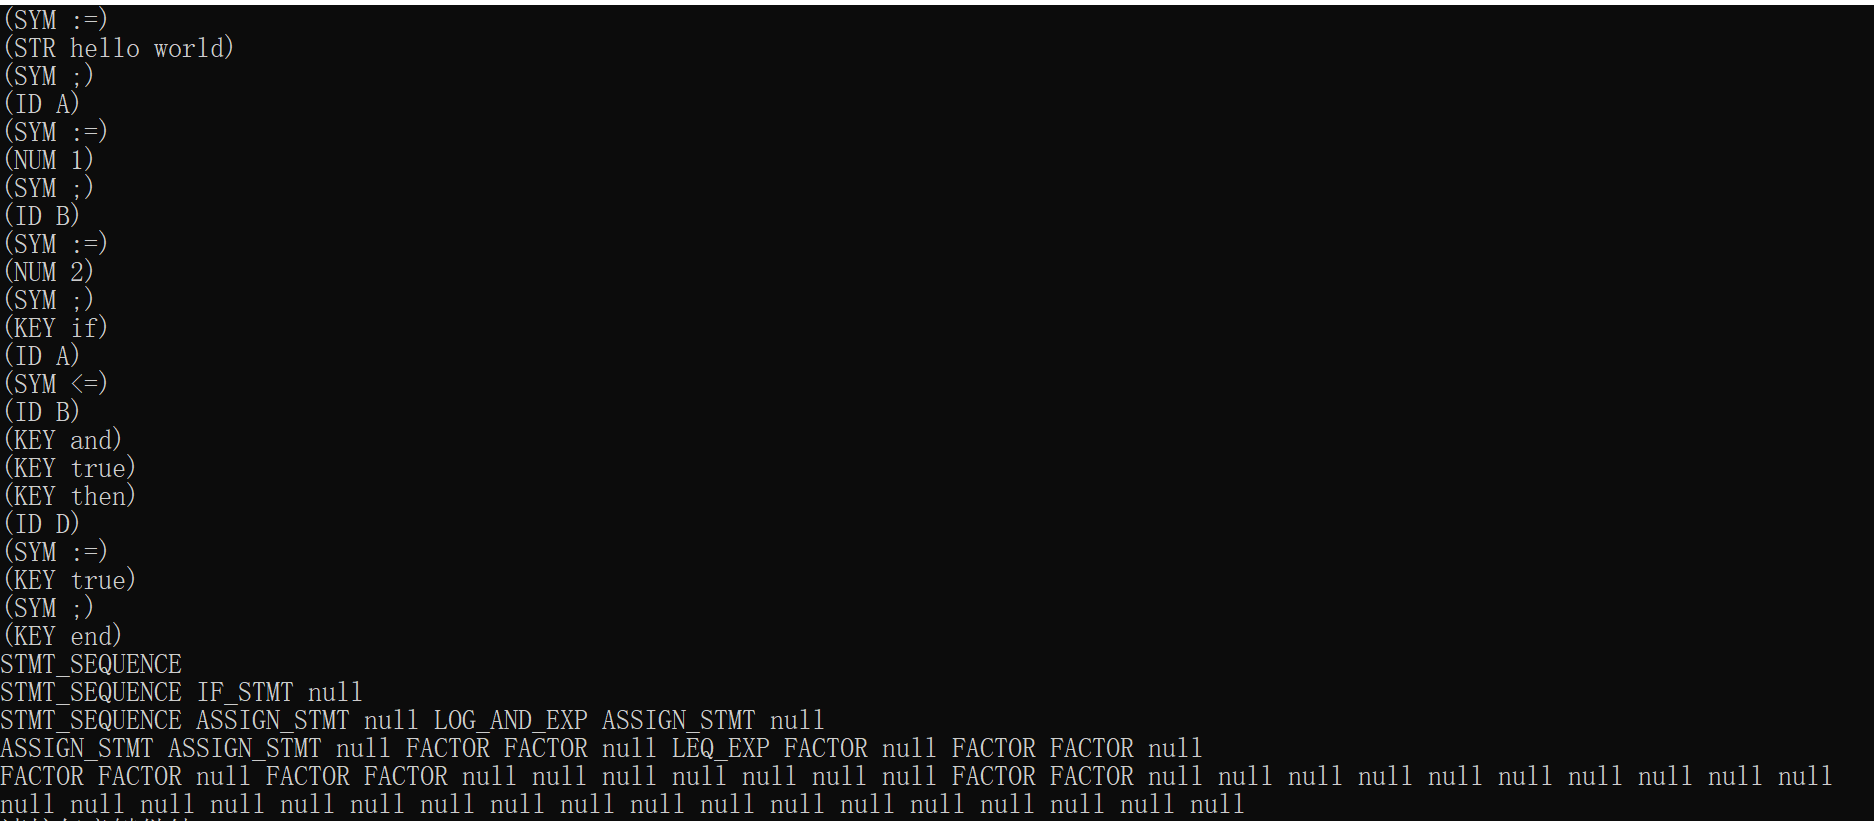 (SYM :=)
(STR hello world)
(SYM ;)
(ID A)
(SYM :=)
(NUM 1)
(SYM ;)
(ID B)
(SYM :=)
(NUM 2)
(SYM ;)
(KEY if)
(ID A)
(SYM <=)
(ID B)
(KEY and)
(KEY true)
(KEY then)
(ID D)
(SYM :=)
(KEY true)
(SYM ;)
(KEY end)
STMT_SEQUENCE
STMT_SEQUENCE IF_STMT null
STMT_SEQUENCE ASSIGN_STMT null LOG_AND_EXP ASSIGN_STMT null
ASSIGN_STMT ASSIGN_STMT null FACTOR FACTOR null LEQ_EXP FACTOR null FACTOR FACTOR null
FACTOR FACTOR null FACTOR FACTOR null null null null null null null FACTOR FACTOR null null null null null null null null null null
null null null null null null null null null null null null null null null null null null